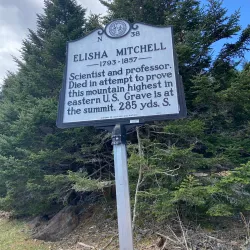 N
38
ELISHA MITCHELL
1793-1857
Scientist and professor.
Died in attempt to prove
this mountain highest in
eastern U.S. Grave is at
the summit, 285 yds. S.